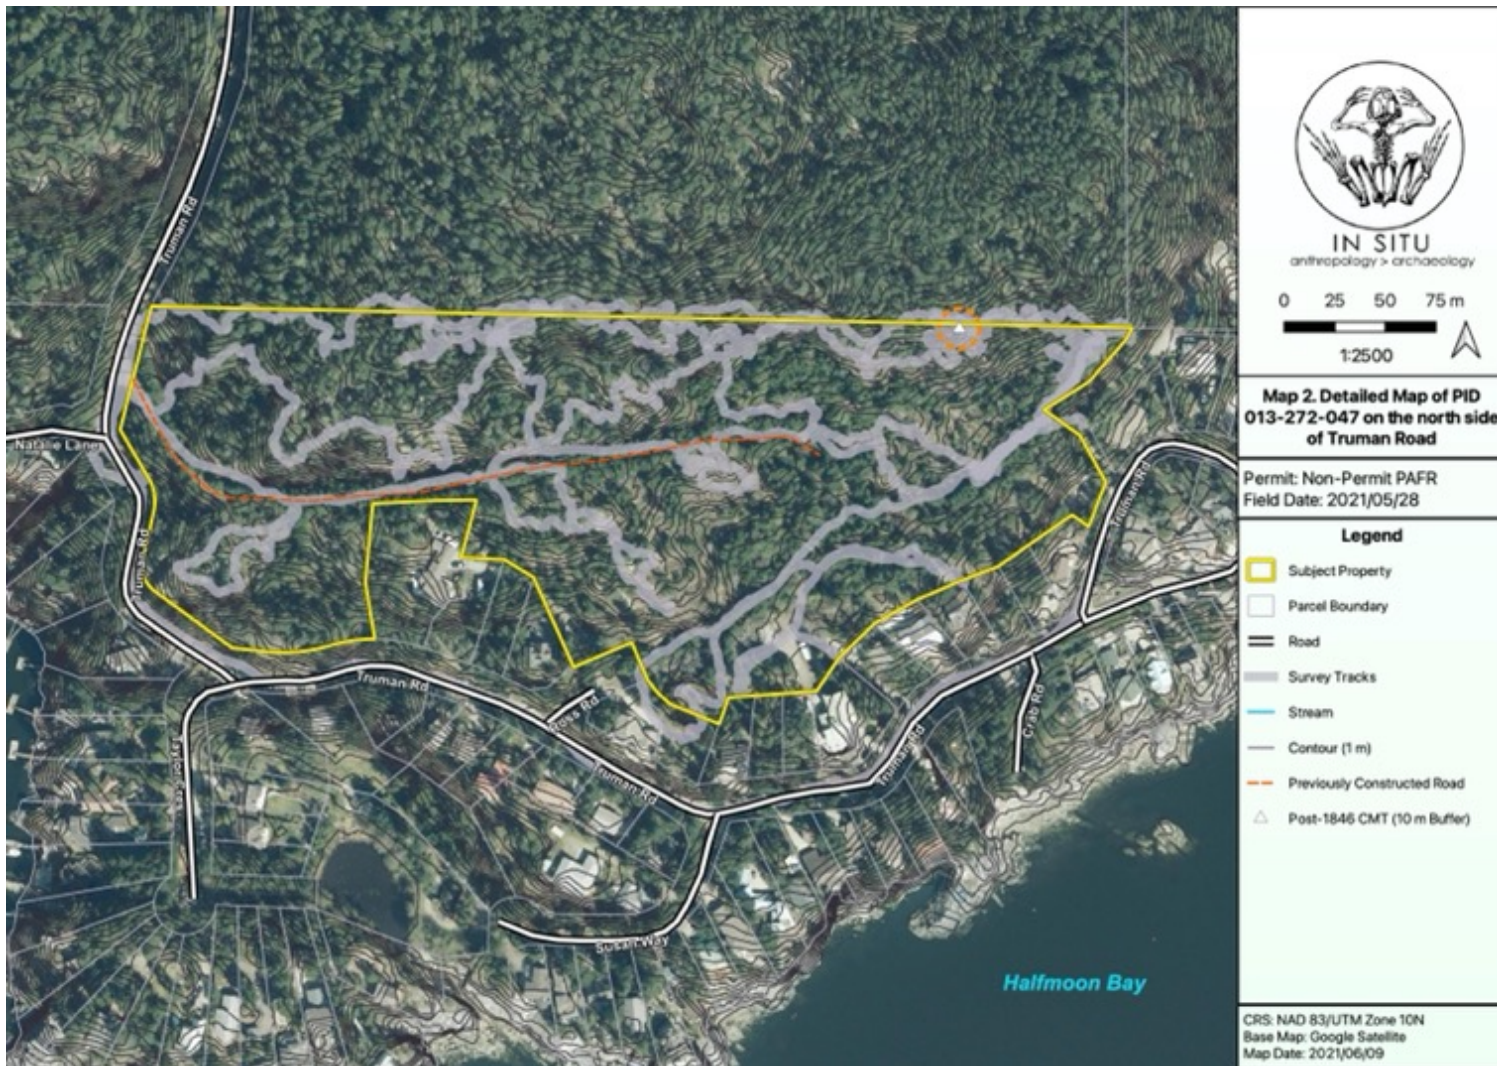 Truman Rd
Natalie Lane
Truman Rd
Truman Rd
Truman Rd
Truman Rd
Truman Rd
Crab Rd
Susan Way
Halfmoon Bay
IN SITU
anthropology > archaeology
0 25 50 75 m
1:2500
Map 2. Detailed Map of PID
013-272-047 on the north side
of Truman Road
Permit: Non-Permit PAFR
Field Date: 2021/05/28
Legend
Subject Property
Parcel Boundary
Road
Survey Tracks
Stream
Contour (1 m)
Previously Constructed Road
Post-1846 CMT (10 m Buffer)
CRS: NAD 83/UTM Zone 10N
Base Map: Google Satellite
Map Date: 2021/06/09